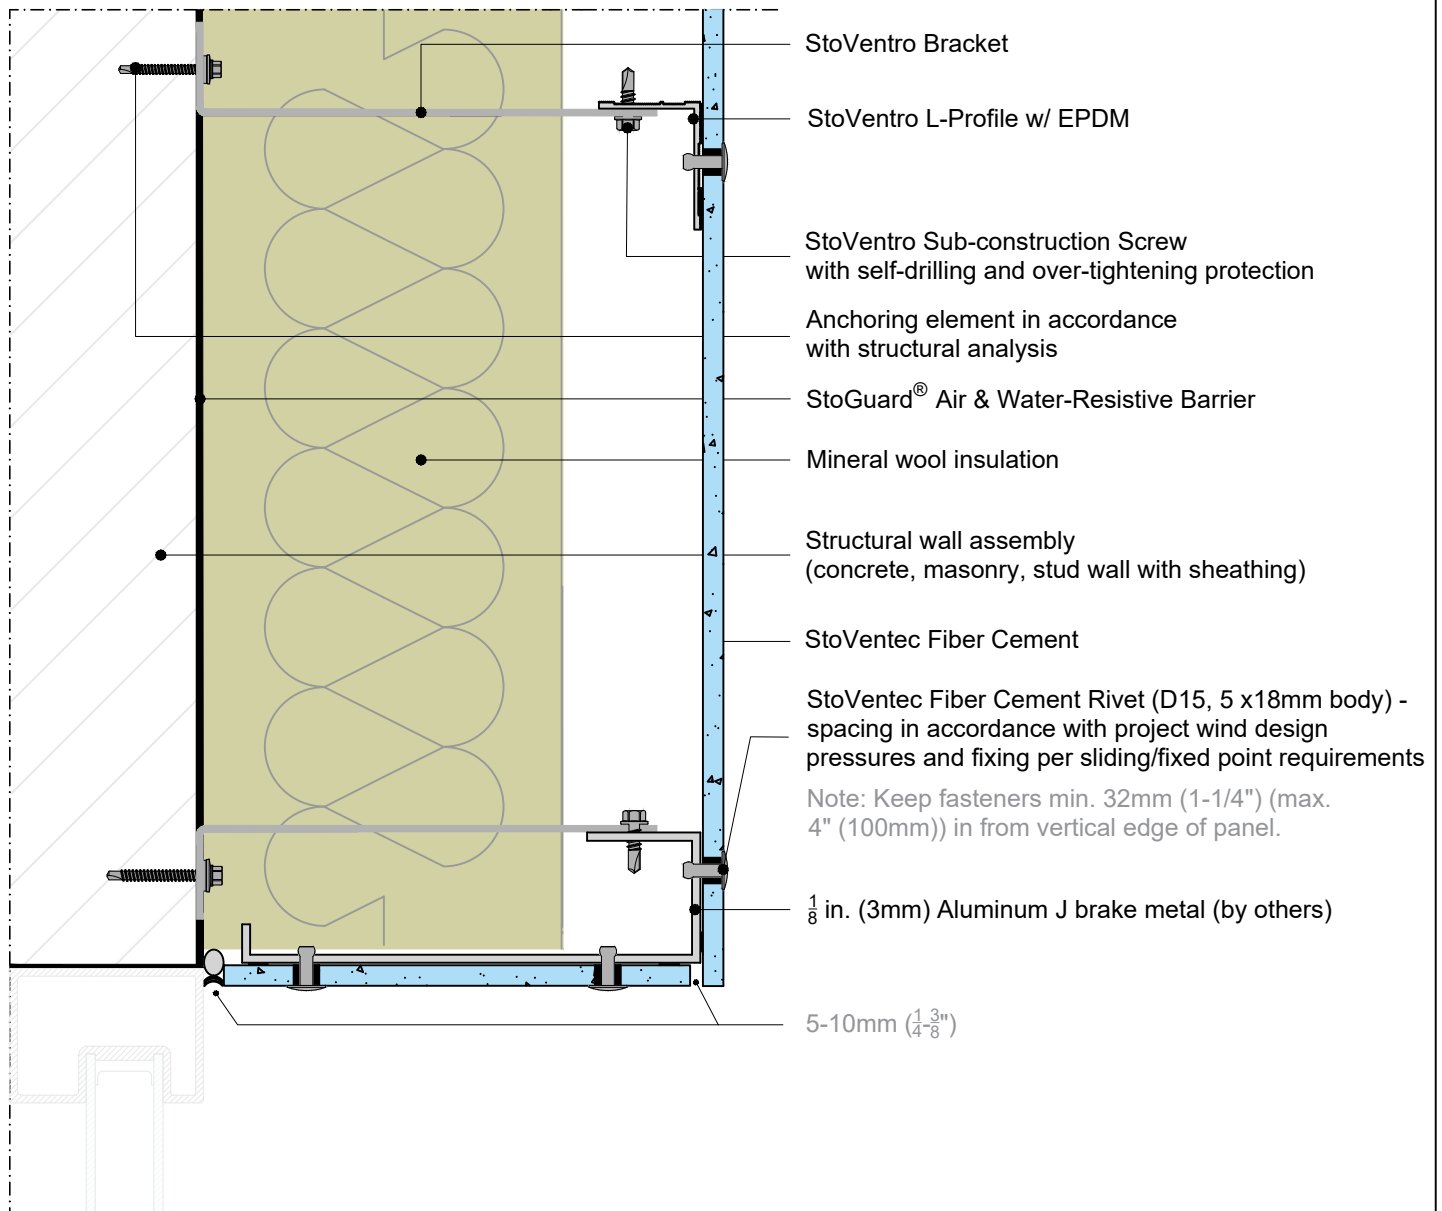 StoVentro Bracket
StoVentro L-Profile w/ EPDM
StoVentro Sub-construction Screw
with self-drilling and over-tightening protection
Anchoring element in accordance
with structural analysis
StoGuard® Air & Water-Resistive Barrier
Mineral wool insulation
Structural wall assembly
(concrete, masonry, stud wall with sheathing)
StoVentec Fiber Cement
StoVentec Fiber Cement Rivet (D15, 5 x18mm body) -
spacing in accordance with project wind design
pressures and fixing per sliding/fixed point requirements
Note: Keep fasteners min. 32mm (1-1/4") (max.
4" (100mm)) in from vertical edge of panel.
1/8 in. (3mm) Aluminum J brake metal (by others)
5-10mm (1/4-3/8")